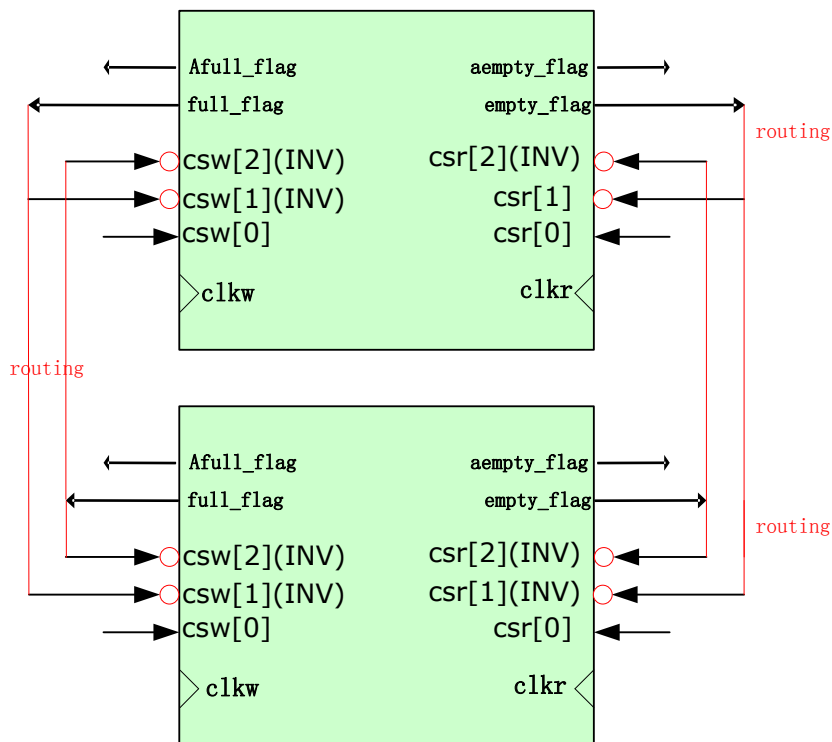 Afull_flag aempty_flag
full_flag empty_flag
routing
csw[2](INV) csr[2](INV)
csw[1](INV) csr[1]
csw[0] csr[0]
clkw clkr
routing
Afull_flag aempty_flag
full_flag empty_flag
routing
csw[2](INV) csr[2](INV)
csw[1](INV) csr[1](INV)
csw[0] csr[0]
clkw clkr